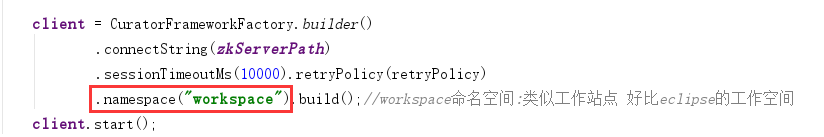 client = CuratorFrameworkFactory.builder()
.connectString(zkServerPath)
.sessionTimeoutMs(10000).retryPolicy(retryPolicy)
.namespace("workspace").build();//workspace命名空间:类似工作站点 好比eclipse的工作空间
client.start();